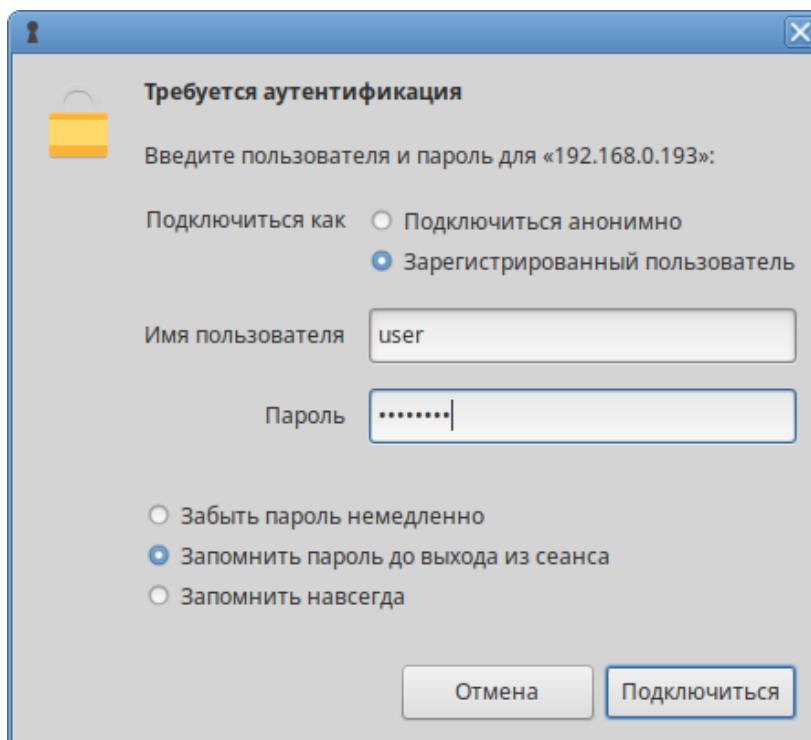 Требуется аутентификация
Введите пользователя и пароль для «192.168.0.193»:
Подключиться как
Подключиться анонимно
Зарегистрированный пользователь
Имя пользователя
user
Пароль
••••••••
Забыть пароль немедленно
Запомнить пароль до выхода из сеанса
Запомнить навсегда
Отмена
Подключиться